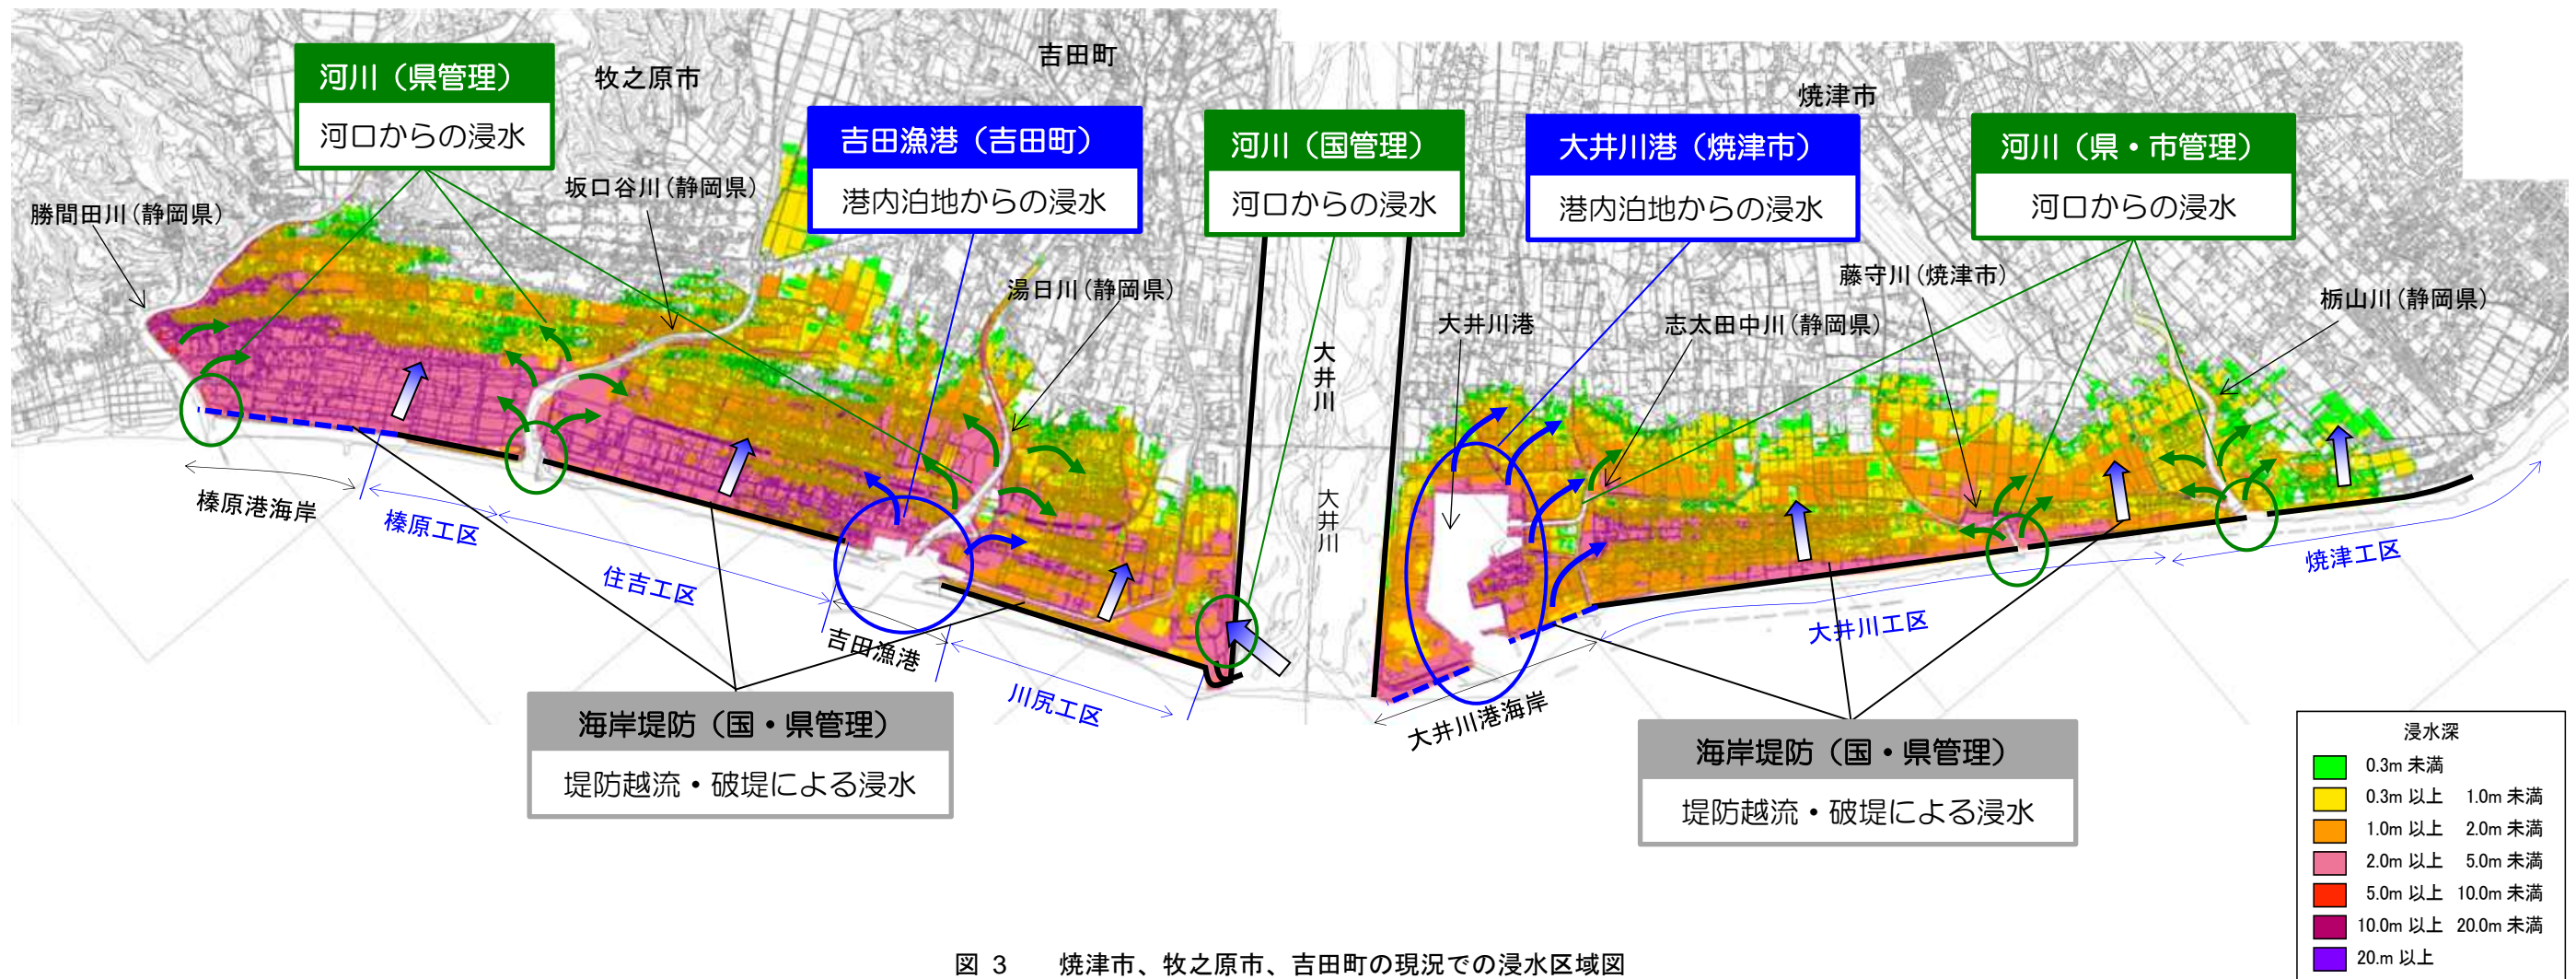 吉田町
牧之原市
焼津市
河川（県管理）
河口からの浸水
吉田漁港（吉田町）
港内泊地からの浸水
河川（国管理）
河口からの浸水
大井川港（焼津市）
港内泊地からの浸水
河川（県・市管理）
河口からの浸水
勝間田川(静岡県)
坂口谷川(静岡県)
湯日川(静岡県)
大井川
大井川
大井川港
志太田中川(静岡県)
藤守川(焼津市)
栃山川(静岡県)
榛原港海岸
榛原工区
住吉工区
吉田漁港
川尻工区
大井川港海岸
大井川工区
焼津工区
海岸堤防（国・県管理）
堤防越流・破堤による浸水
海岸堤防（国・県管理）
堤防越流・破堤による浸水
浸水深
0.3m 未満
0.3m 以上 1.0m 未満
1.0m 以上 2.0m 未満
2.0m 以上 5.0m 未満
5.0m 以上 10.0m 未満
10.0m 以上 20.0m 未満
20.m 以上
図 3 焼津市、牧之原市、吉田町の現況での浸水区域図